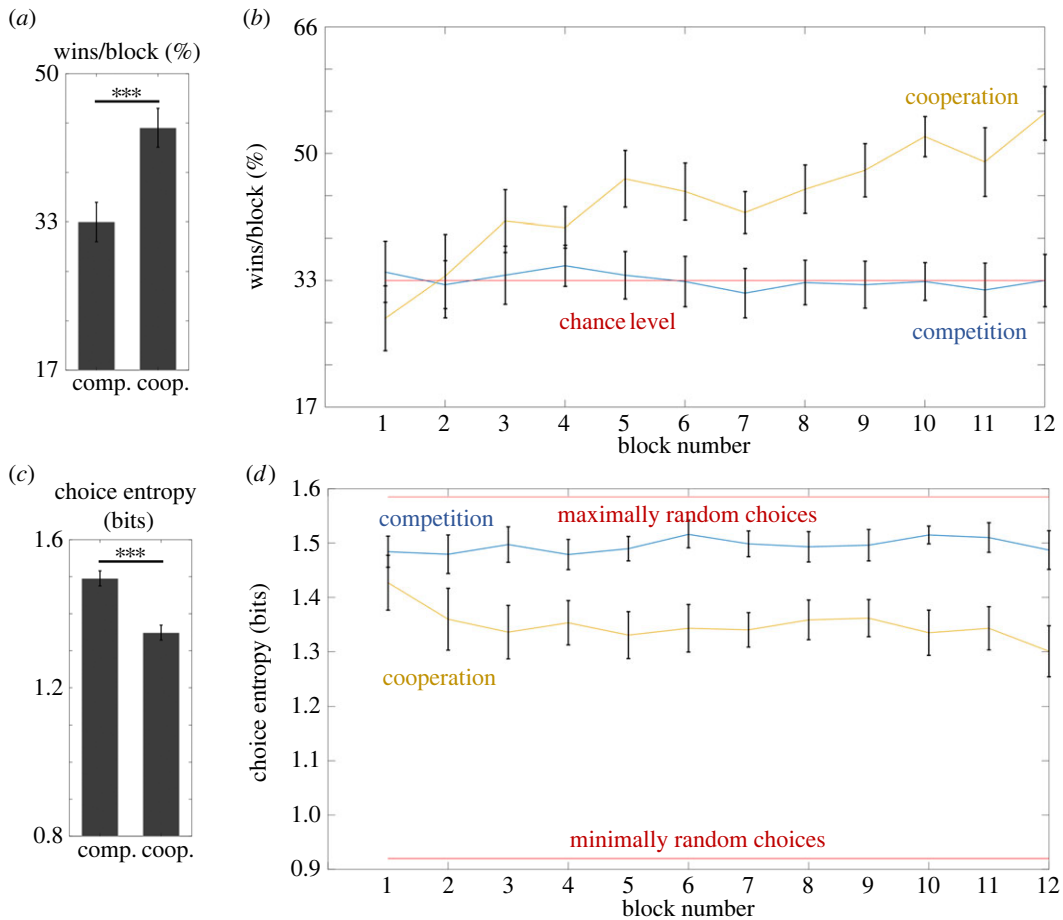 (a)
wins/block (%)
50
***
33
17
comp. coop.
(b)
66
50
33
17
wins/block (%)
cooperation
chance level
competition
1 2 3 4 5 6 7 8 9 10 11 12
block number
(c)
choice entropy
(bits)
1.6
***
1.2
0.8
comp. coop.
(d)
1.6
1.5
1.4
1.3
1.2
1.1
1.0
0.9
choice entropy (bits)
competition
maximally random choices
cooperation
minimally random choices
1 2 3 4 5 6 7 8 9 10 11 12
block number